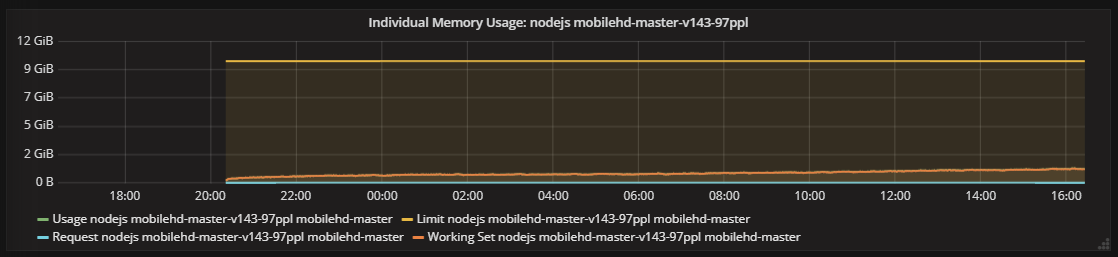 Individual Memory Usage: nodejs mobilehd-master-v143-97ppl
12 GiB
9 GiB
7 GiB
5 GiB
2 GiB
0 B
18:00 20:00 22:00 00:00 02:00 04:00 06:00 08:00 10:00 12:00 14:00 16:00
Usage nodejs mobilehd-master-v143-97ppl mobilehd-master Limit nodejs mobilehd-master-v143-97ppl mobilehd-master
Request nodejs mobilehd-master-v143-97ppl mobilehd-master Working Set nodejs mobilehd-master-v143-97ppl mobilehd-master